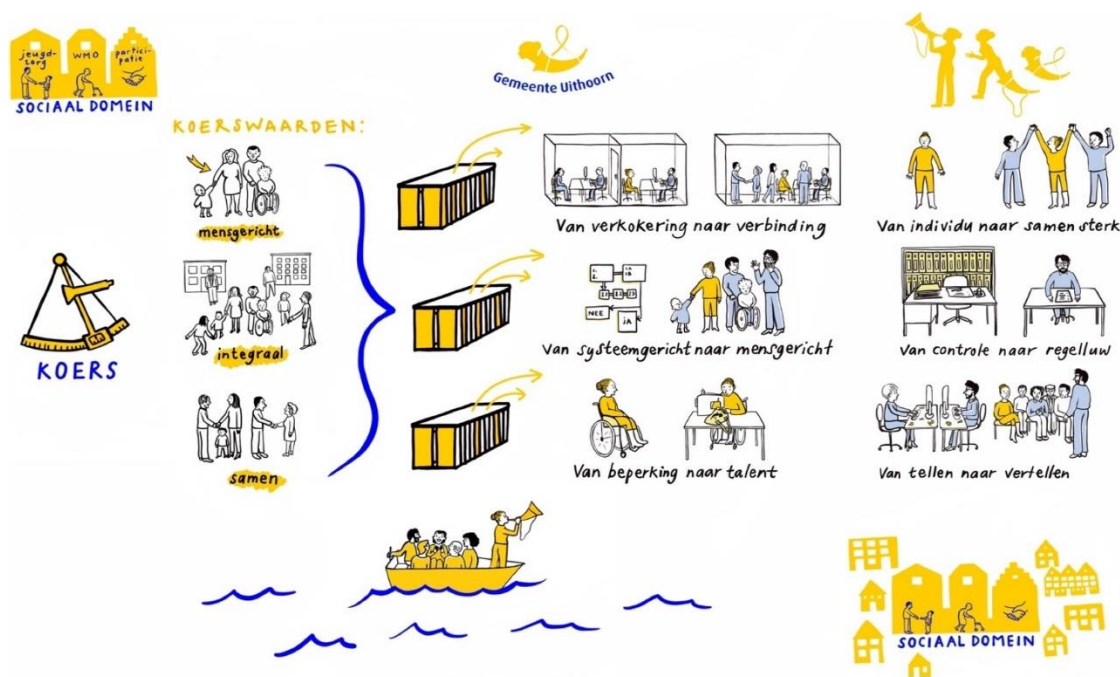 jeugd-
zorg
WMO
partici-
patie
SOCIAAL DOMEIN
Gemeente Uithoorn
KOERSWAARDEN:
mensgericht
Van verkokering naar verbinding
Van individu naar samen sterk
integraal
NEE
JA
Van systeemgericht naar mensgericht
Van controle naar regelluw
KOERS
samen
Van beperking naar talent
Van tellen naar vertellen
SOCIAAL DOMEIN